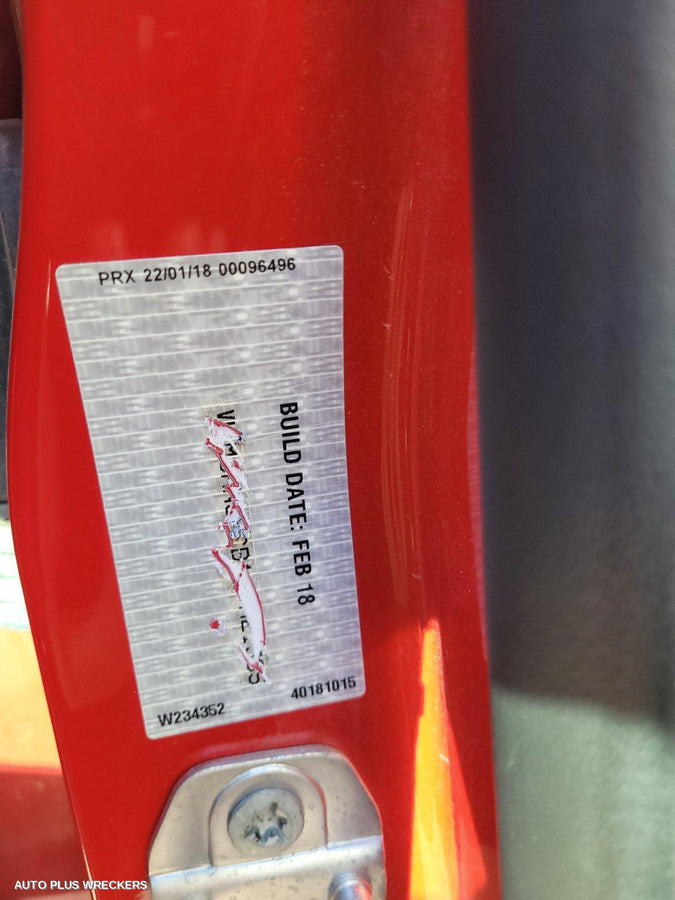 PRX 22/01/18 00096496
BUILD DATE: FEB 18
W234352
40181015
AUTO PLUS WRECKERS